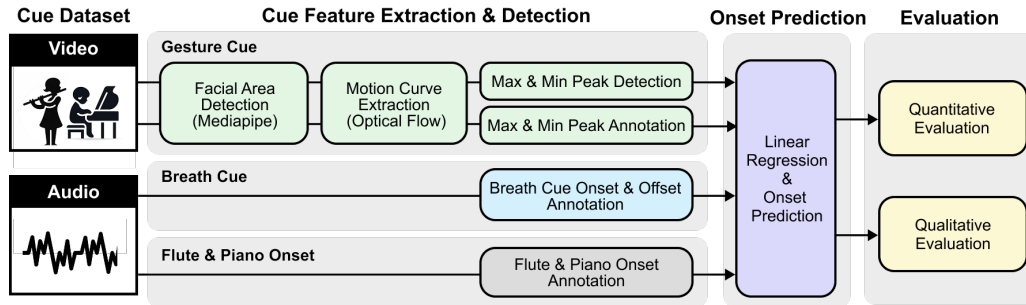 Cue Dataset
Cue Feature Extraction & Detection
Onset Prediction
Evaluation
Video
Gesture Cue
Facial Area
Detection
(Mediapipe)
Motion Curve
Extraction
(Optical Flow)
Max & Min Peak Detection
Max & Min Peak Annotation
Audio
Breath Cue
Breath Cue Onset & Offset
Annotation
Flute & Piano Onset
Flute & Piano Onset
Annotation
Linear
Regression
&
Onset
Prediction
Quantitative
Evaluation
Qualitative
Evaluation